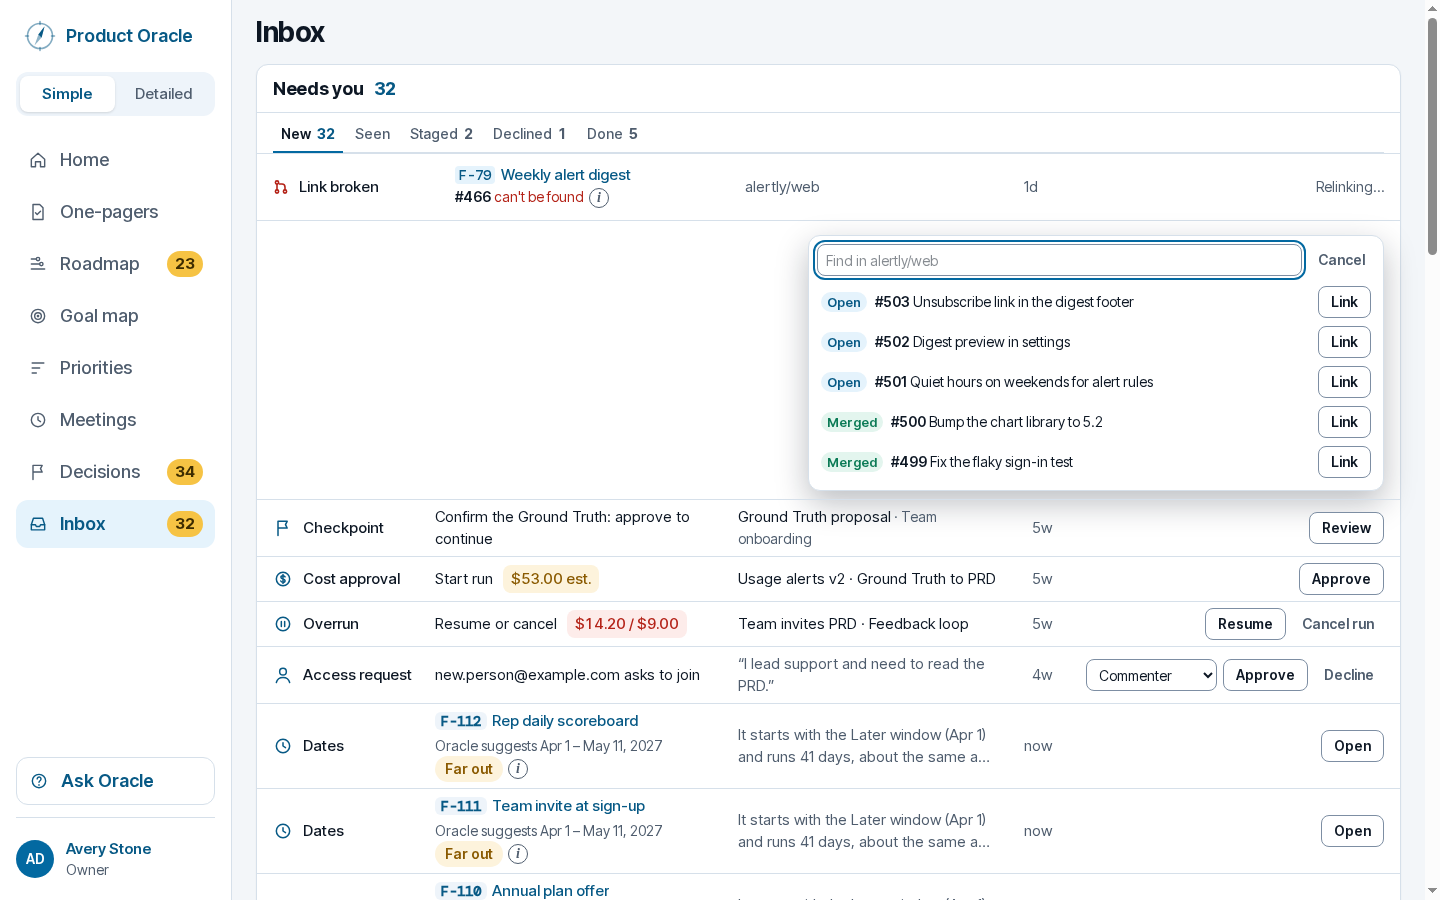 Product Oracle
Simple Detailed
Home
One-pagers
Roadmap 23
Goal map
Priorities
Meetings
Decisions 34
Inbox 32
Ask Oracle
AD Avery Stone
Owner
Inbox
Needs you 32
New 32 Seen Staged 2 Declined 1 Done 5
Link broken F-79 Weekly alert digest alertly/web 1d Relinking...
#466 can't be found i
Find in alertly/web Cancel
Open #503 Unsubscribe link in the digest footer Link
Open #502 Digest preview in settings Link
Open #501 Quiet hours on weekends for alert rules Link
Merged #500 Bump the chart library to 5.2 Link
Merged #499 Fix the flaky sign-in test Link
Checkpoint Confirm the Ground Truth: approve to Ground Truth proposal · Team 5w Review
continue onboarding
Cost approval Start run $53.00 est. Usage alerts v2 · Ground Truth to PRD 5w Approve
Overrun Resume or cancel $14.20 / $9.00 Team invites PRD · Feedback loop 5w Resume Cancel run
Access request new.person@example.com asks to join “I lead support and need to read the 4w Commenter Approve Decline
PRD.”
Dates F-112 Rep daily scoreboard It starts with the Later window (Apr 1) now Open
Oracle suggests Apr 1 – May 11, 2027 and runs 41 days, about the same a...
Far out i
Dates F-111 Team invite at sign-up It starts with the Later window (Apr 1) now Open
Oracle suggests Apr 1 – May 11, 2027 and runs 41 days, about the same a...
Far out i
F-110 Annual plan offer